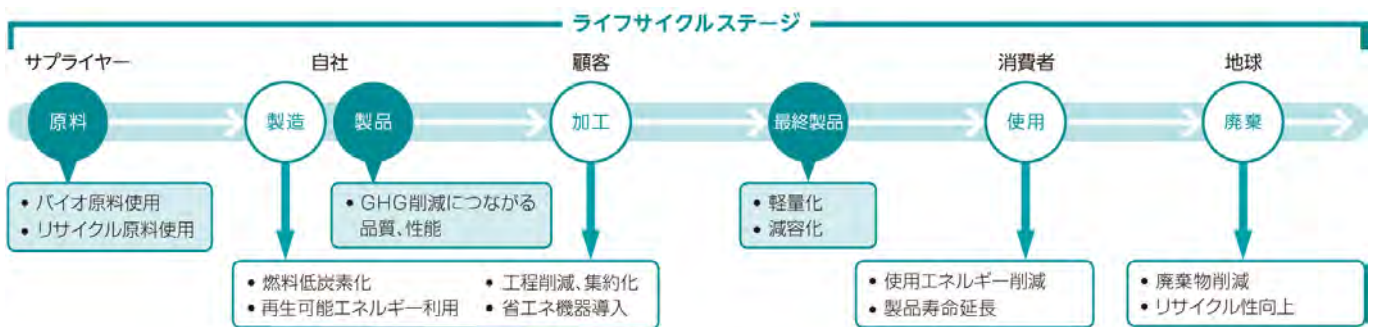 ライフサイクルステージ
サプライヤー
自社
顧客
消費者
地球
原料
製造
製品
加工
最終製品
使用
廃棄
• バイオ原料使用
• リサイクル原料使用
• GHG削減につながる
品質、性能
• 軽量化
• 減容化
• 燃料低炭素化
• 再生可能エネルギー利用
• 工程削減、集約化
• 省エネ機器導入
• 使用エネルギー削減
• 製品寿命延長
• 廃棄物削減
• リサイクル性向上